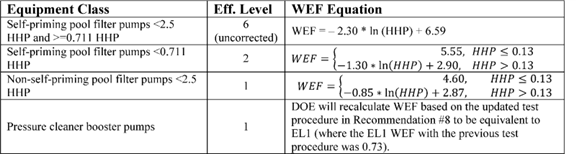 Equipment Class Eff. Level WEF Equation
Self-priming pool filter pumps <2.5
HHP and >=0.711 HHP
6
(uncorrected)
WEF = – 2.30 * ln (HHP) + 6.59
Self-priming pool filter pumps <0.711
HHP
2
WEF = { 5.55, HHP ≤ 0.13
−1.30 * ln(HHP) + 2.90, HHP > 0.13
Non-self-priming pool filter pumps <2.5
HHP
1
WEF = { 4.60, HHP ≤ 0.13
−0.85 * ln(HHP) + 2.87, HHP > 0.13
Pressure cleaner booster pumps
1
DOE will recalculate WEF based on the updated test
procedure in Recommendation #8 to be equivalent to
EL1 (where the EL1 WEF with the previous test
procedure was 0.73).